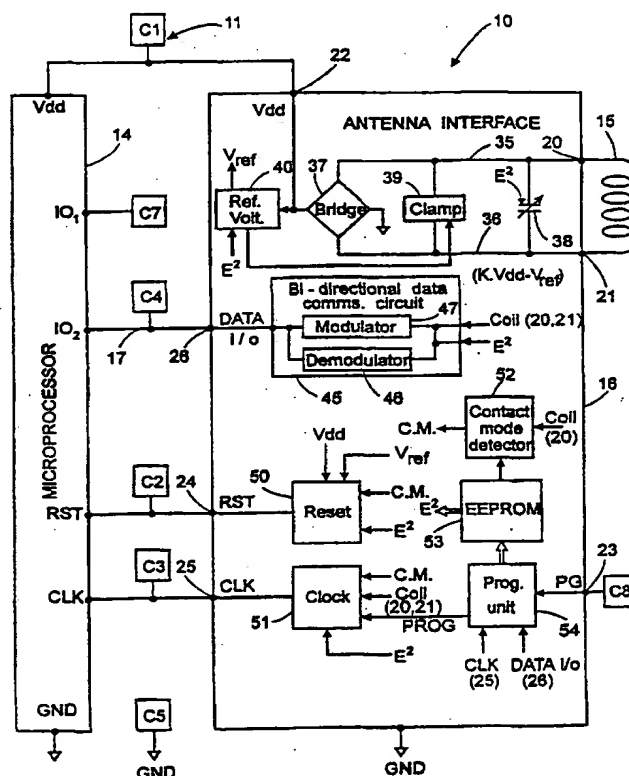 C1
11
10
22
Vdd
Vdd
ANTENNA INTERFACE
14
20
15
35
Vref
40
37
39
E²
IO₁
C7
Ref.
Volt.
Bridge
Clamp
36
38
E²
(K.Vdd-Vref)
21
C4
Bi-directional data
comms. circuit
47
IO₂
DATA
I/o
Modulator
Coil (20,21)
17
26
Demodulator
E²
MICROPROCESSOR
45
46
52
16
C.M.
Contact
mode
detector
Coil
(20)
Vdd
Vref
C2
24
50
RST
RST
Reset
C.M.
E²
E²
EEPROM
53
C3
25
23
CLK
CLK
Clock
C.M.
Coil
(20,21)
PROG
Prog.
unit
PG
C8
51
54
E²
CLK
(25)
DATA I/o
(26)
GND
C5
GND
GND